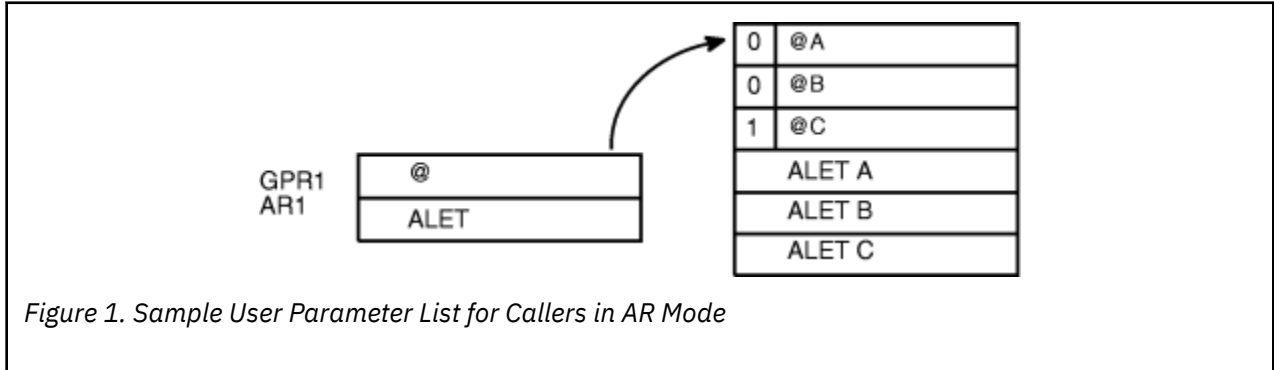 GPR1
AR1
@
ALET
0 @A
0 @B
1 @C
ALET A
ALET B
ALET C
Figure 1. Sample User Parameter List for Callers in AR Mode